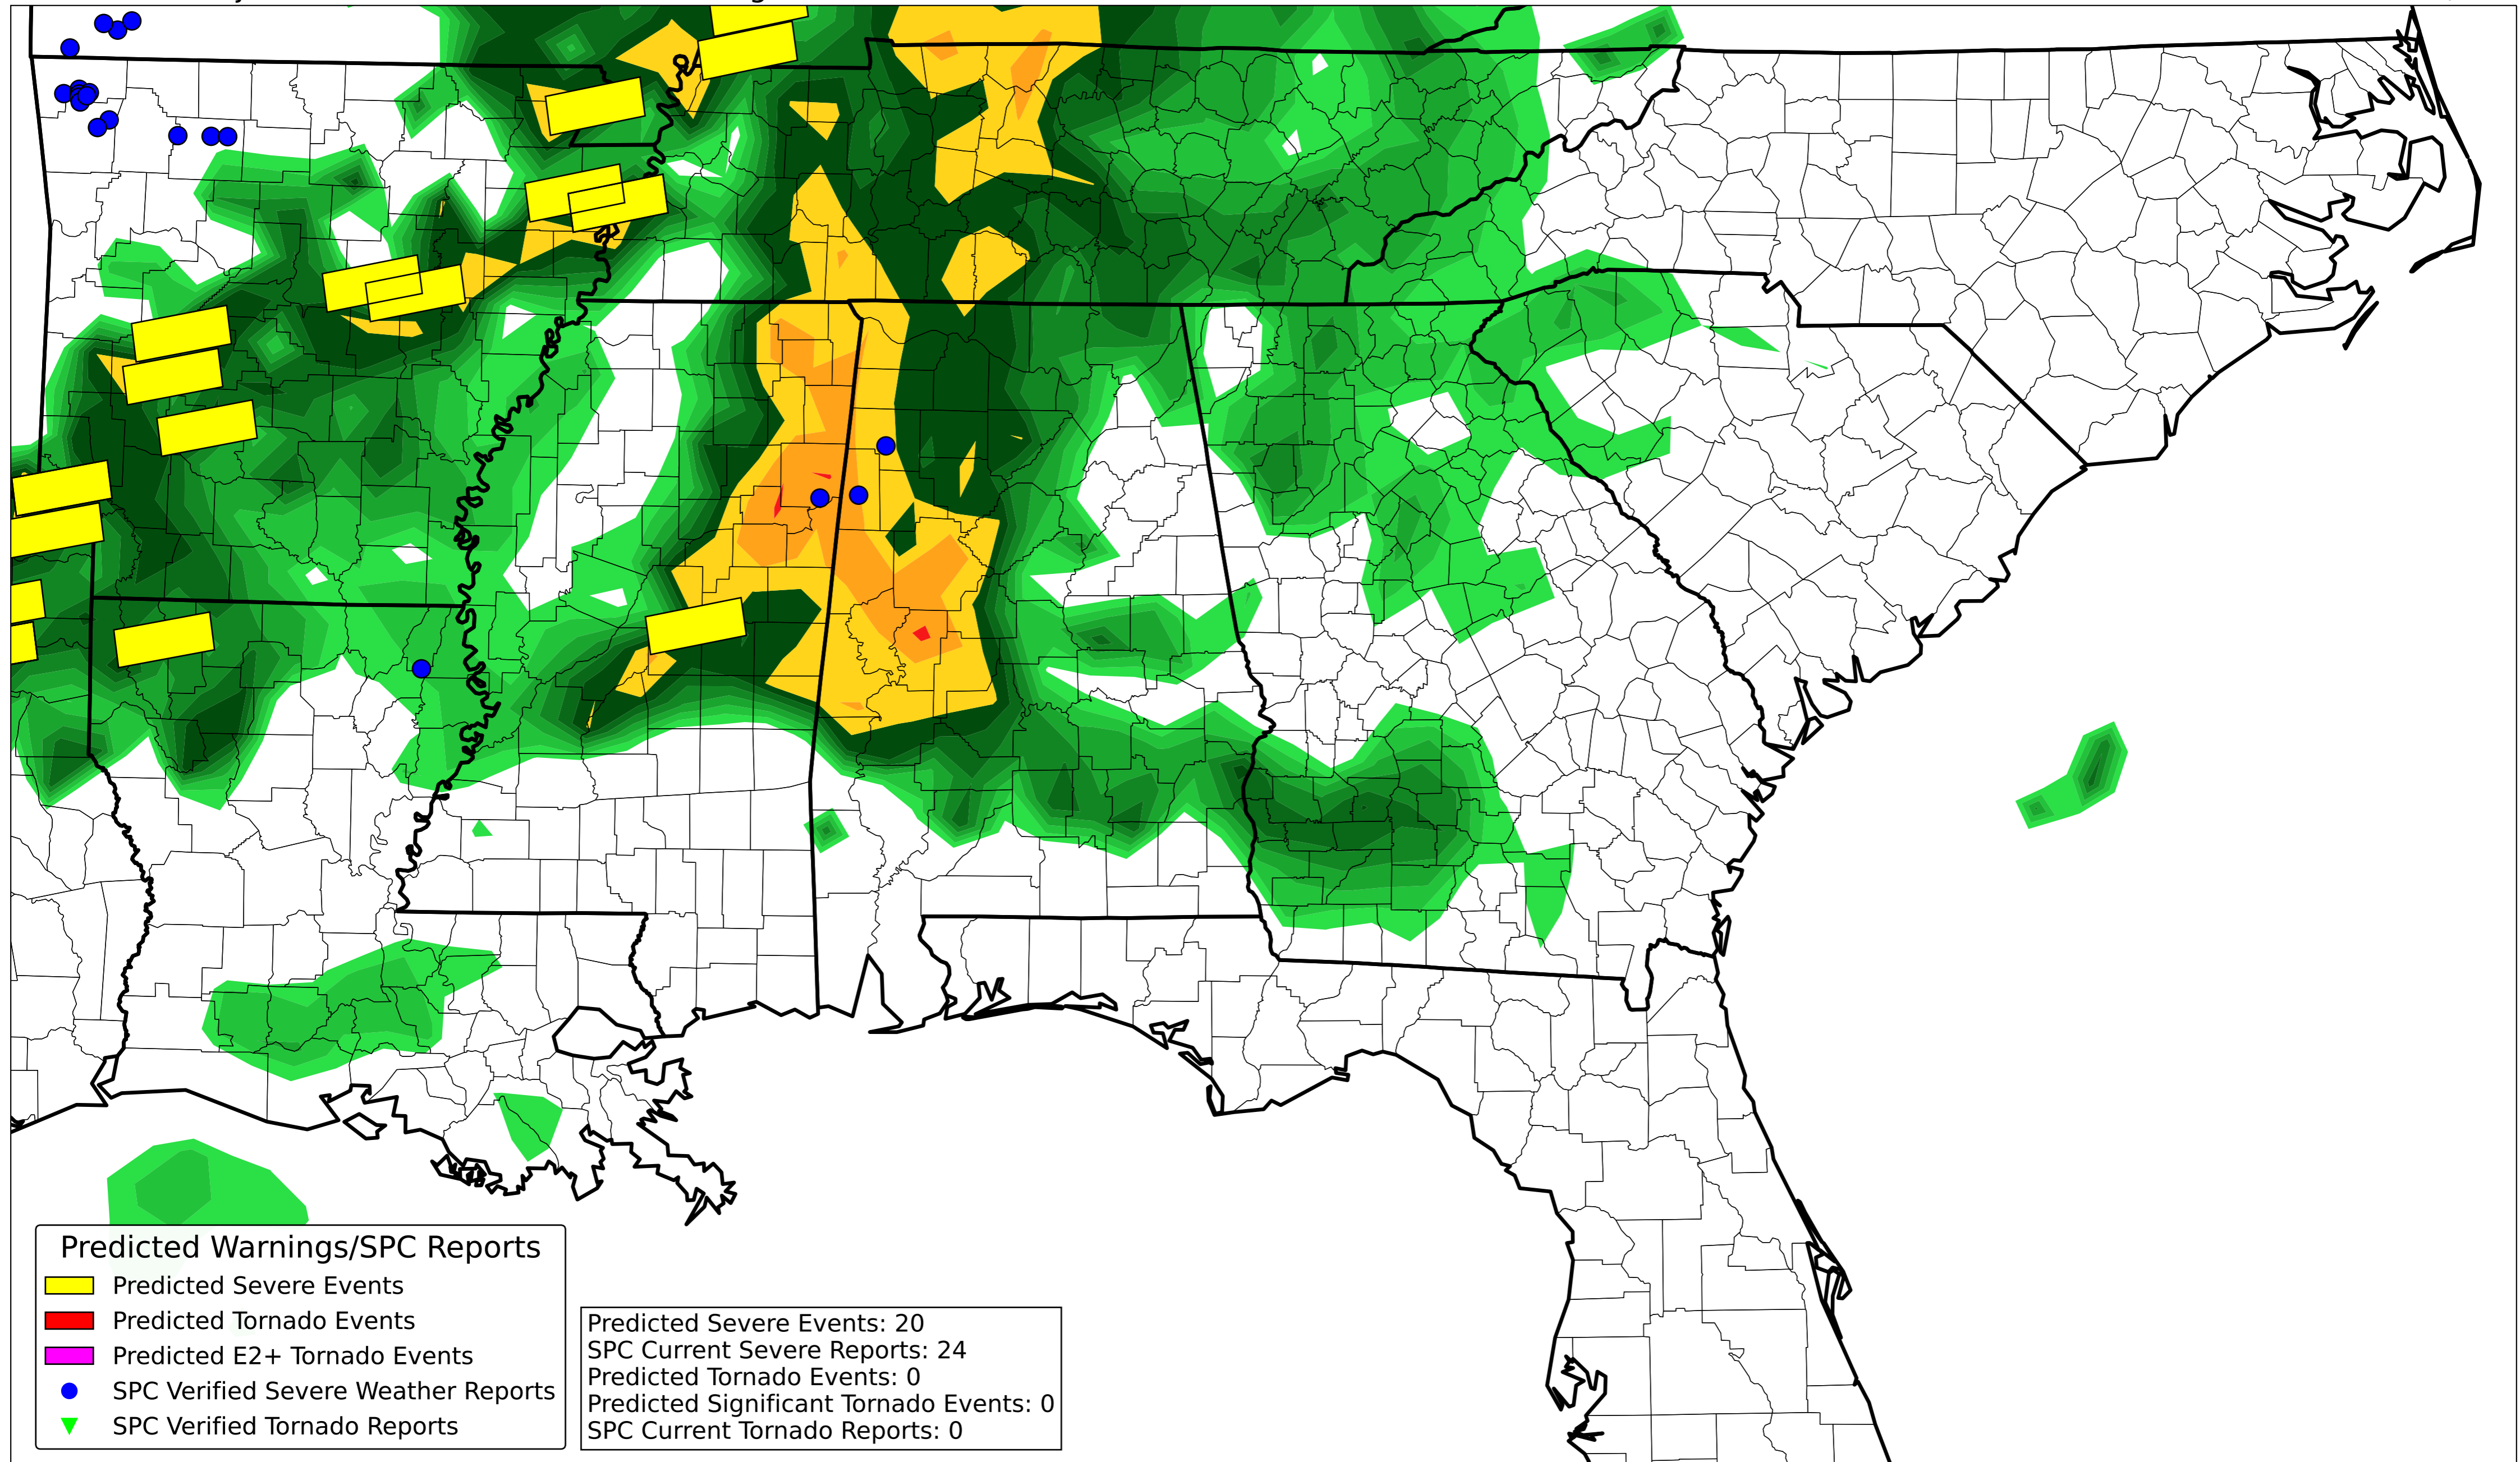 Predicted Warnings/SPC Reports
Predicted Severe Events
Predicted Tornado Events
Predicted E2+ Tornado Events
SPC Verified Severe Weather Reports
SPC Verified Tornado Reports
Predicted Severe Events: 20
SPC Current Severe Reports: 24
Predicted Tornado Events: 0
Predicted Significant Tornado Events: 0
SPC Current Tornado Reports: 0